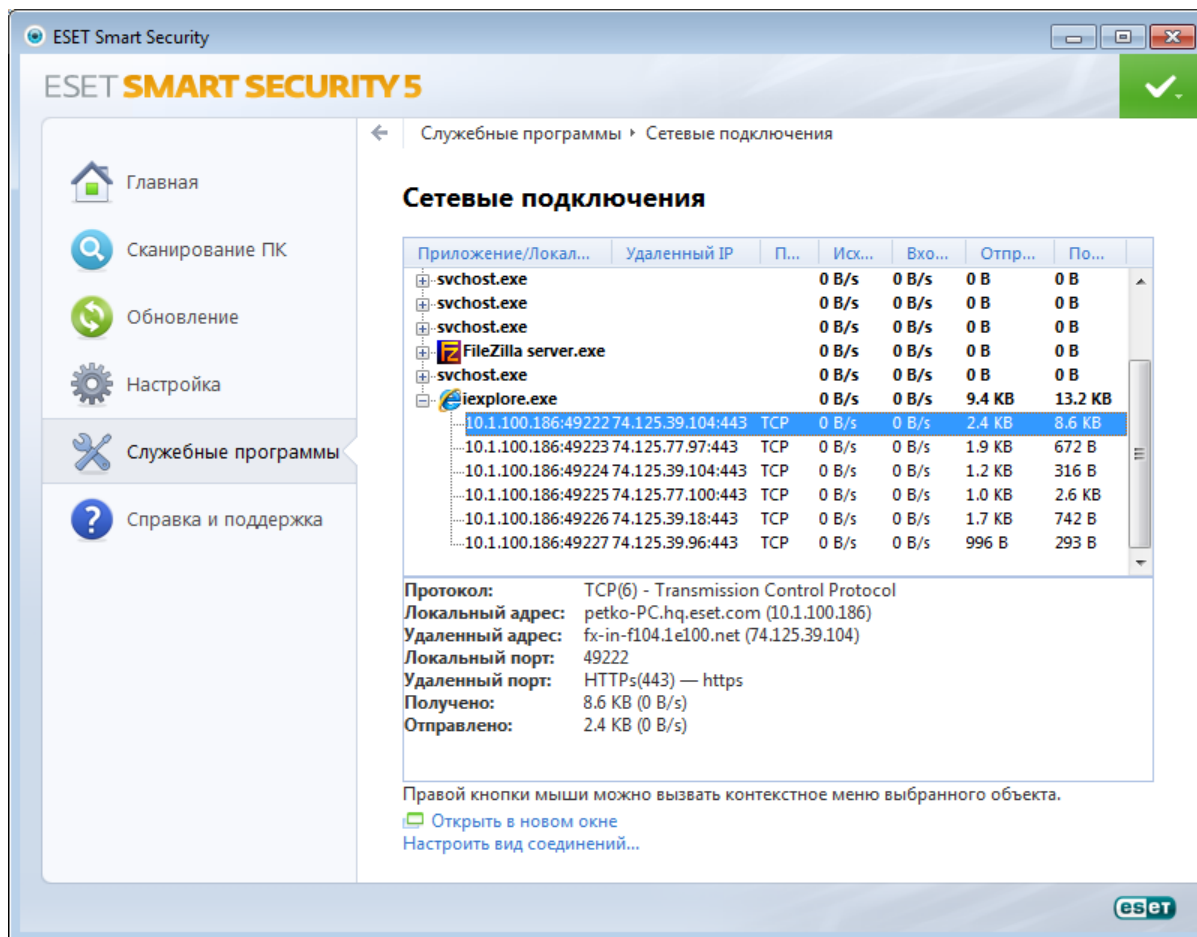 ESET Smart Security
ESET SMART SECURITY 5
Служебные программы Сетевые подключения
Главная
Сканирование ПК
Обновление
Настройка
Служебные программы
Справка и поддержка
Сетевые подключения
Приложение/Локал... Удаленный IP П... Исх... Вхо... Отпр... По...
svchost.exe 0 B/s 0 B/s 0 B 0 B
svchost.exe 0 B/s 0 B/s 0 B 0 B
svchost.exe 0 B/s 0 B/s 0 B 0 B
FileZilla server.exe 0 B/s 0 B/s 0 B 0 B
svchost.exe 0 B/s 0 B/s 0 B 0 B
iexplore.exe 0 B/s 0 B/s 9.4 KB 13.2 KB
10.1.100.186:49222 74.125.39.104:443 TCP 0 B/s 0 B/s 2.4 KB 8.6 KB
10.1.100.186:49223 74.125.77.97:443 TCP 0 B/s 0 B/s 1.9 KB 672 B
10.1.100.186:49224 74.125.39.104:443 TCP 0 B/s 0 B/s 1.2 KB 316 B
10.1.100.186:49225 74.125.77.100:443 TCP 0 B/s 0 B/s 1.0 KB 2.6 KB
10.1.100.186:49226 74.125.39.18:443 TCP 0 B/s 0 B/s 1.7 KB 742 B
10.1.100.186:49227 74.125.39.96:443 TCP 0 B/s 0 B/s 996 B 293 B
Протокол: TCP(6) - Transmission Control Protocol
Локальный адрес: petko-PC.hq.eset.com (10.1.100.186)
Удаленный адрес: fx-in-f104.1e100.net (74.125.39.104)
Локальный порт: 49222
Удаленный порт: HTTPs(443) — https
Получено: 8.6 KB (0 B/s)
Отправлено: 2.4 KB (0 B/s)
Правой кнопки мыши можно вызвать контекстное меню выбранного объекта.
Открыть в новом окне
Настроить вид соединений...
eset